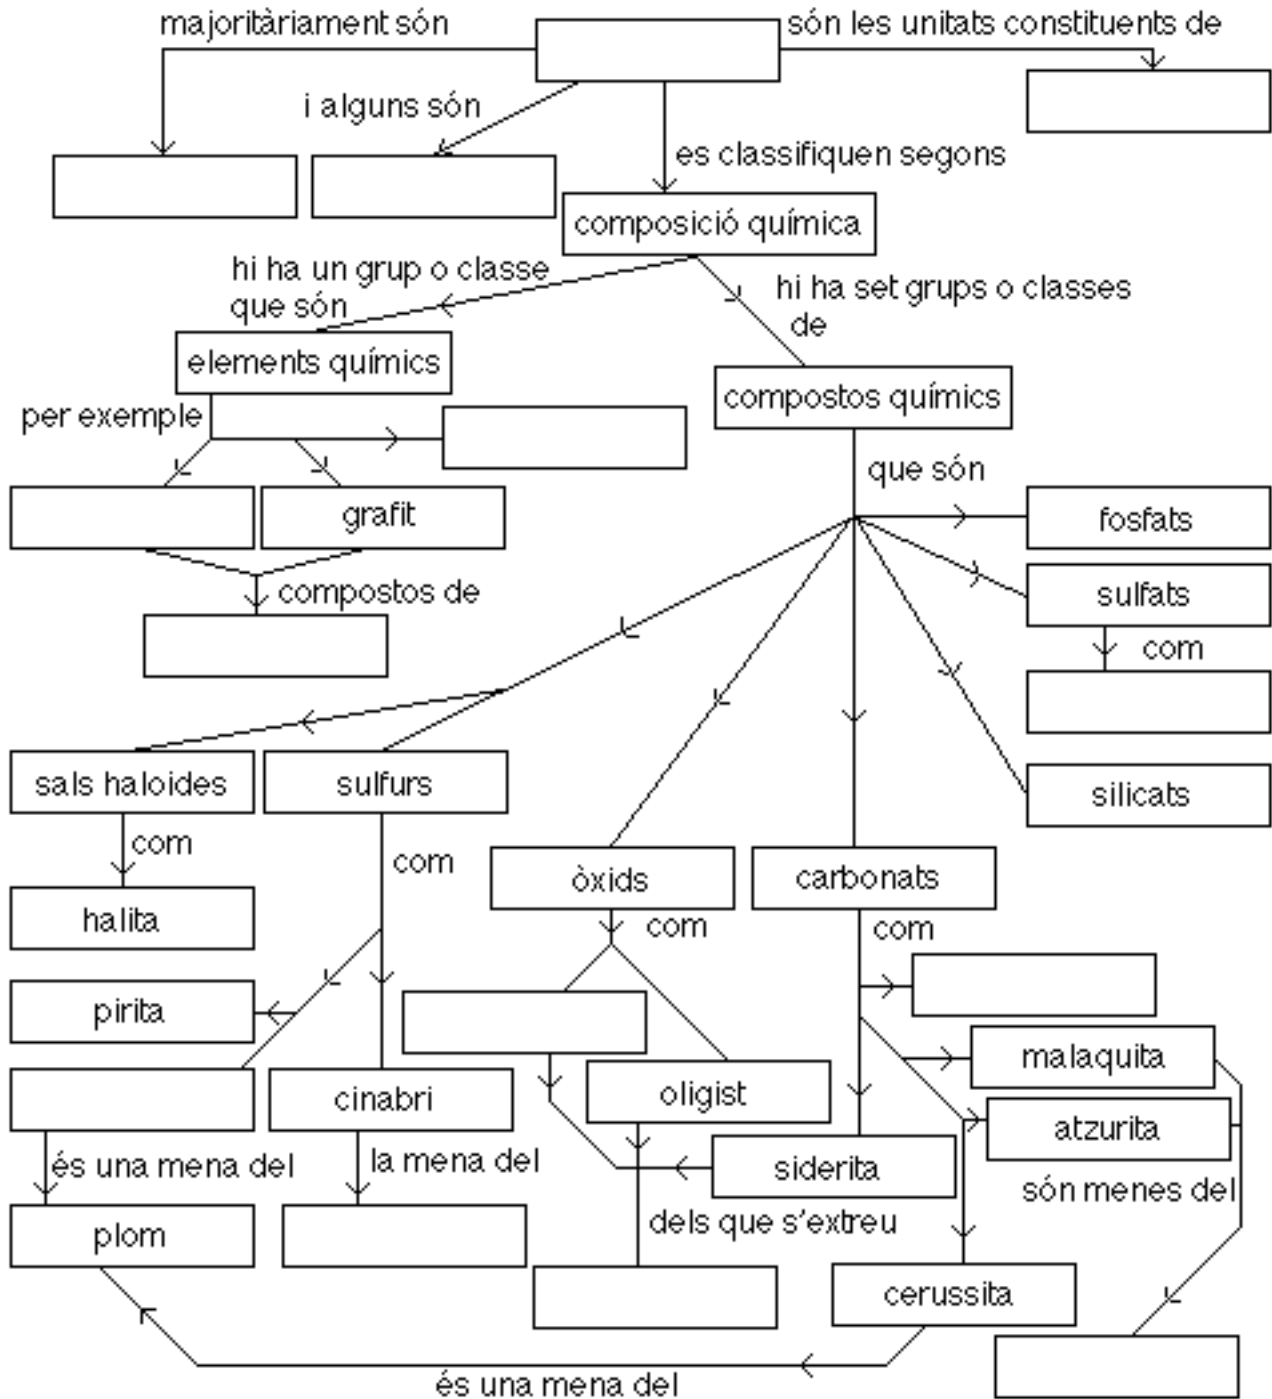 majoritàriament són
són les unitats constituents de
i alguns són
es classifiquen segons
composició química
hi ha un grup o classe
que són
hi ha set grups o classes
de
elements químics
compostos químics
per exemple
que són
grafit
fosfats
compostos de
sulfats
com
sals haloides
sulfurs
silicats
com
com
òxids
carbonats
halita
com
com
pirita
malaquita
cinabri
oligist
atzurita
és una mena del
la mena del
siderita
són menes del
plom
dels que s'extreu
cerussita
és una mena del